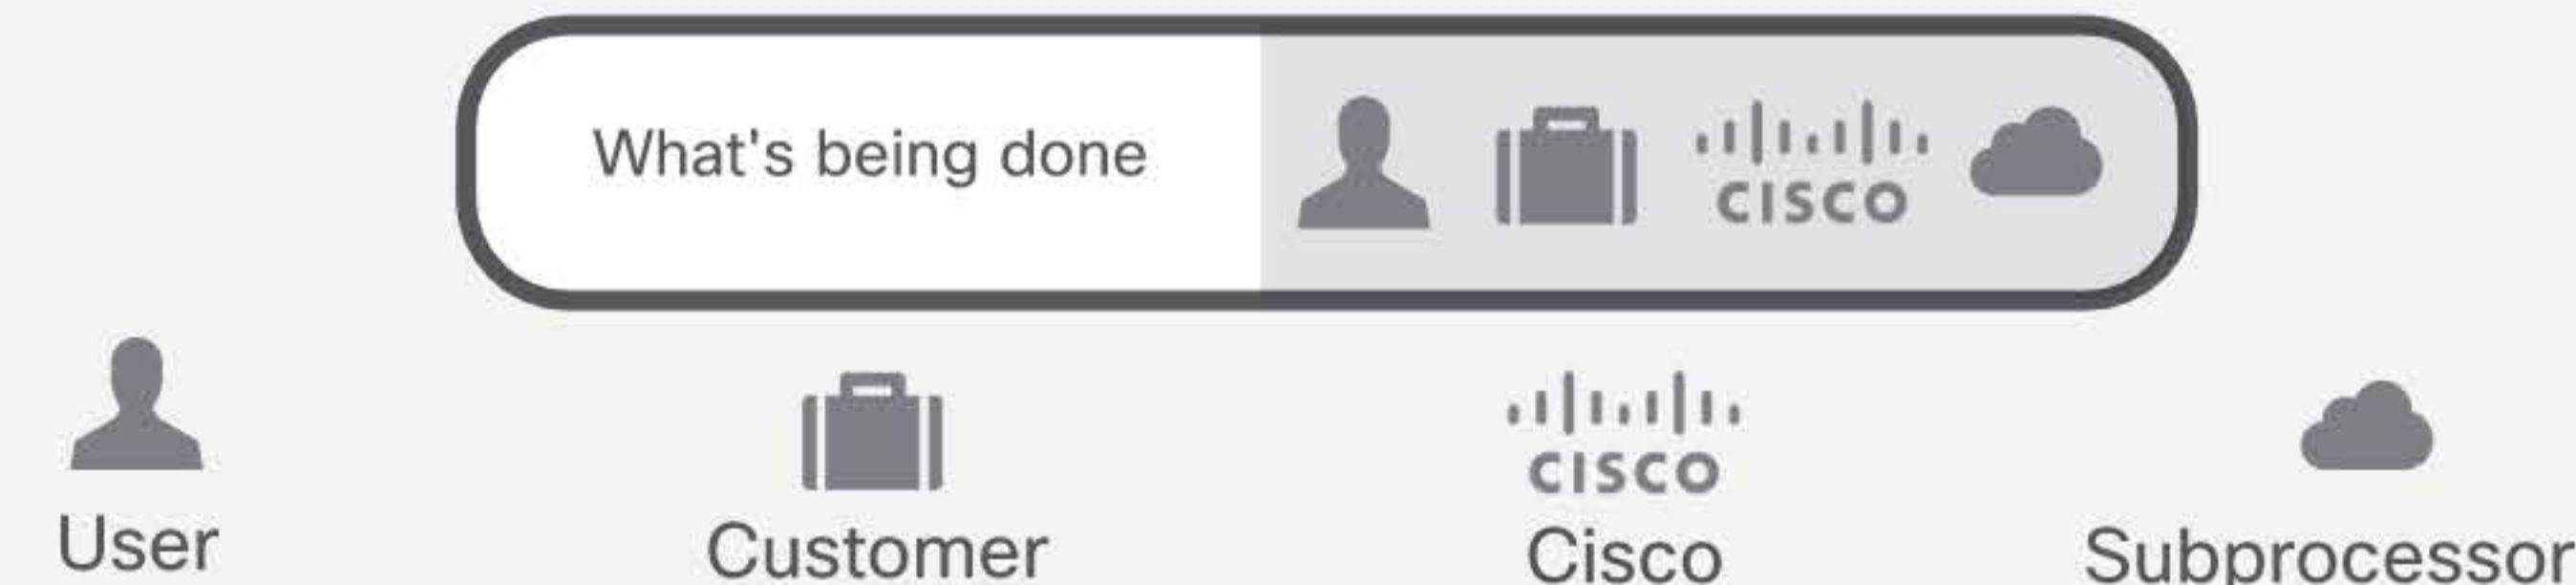 What's being done
CISCO
CISCO
User
Customer
Cisco
Subprocessor